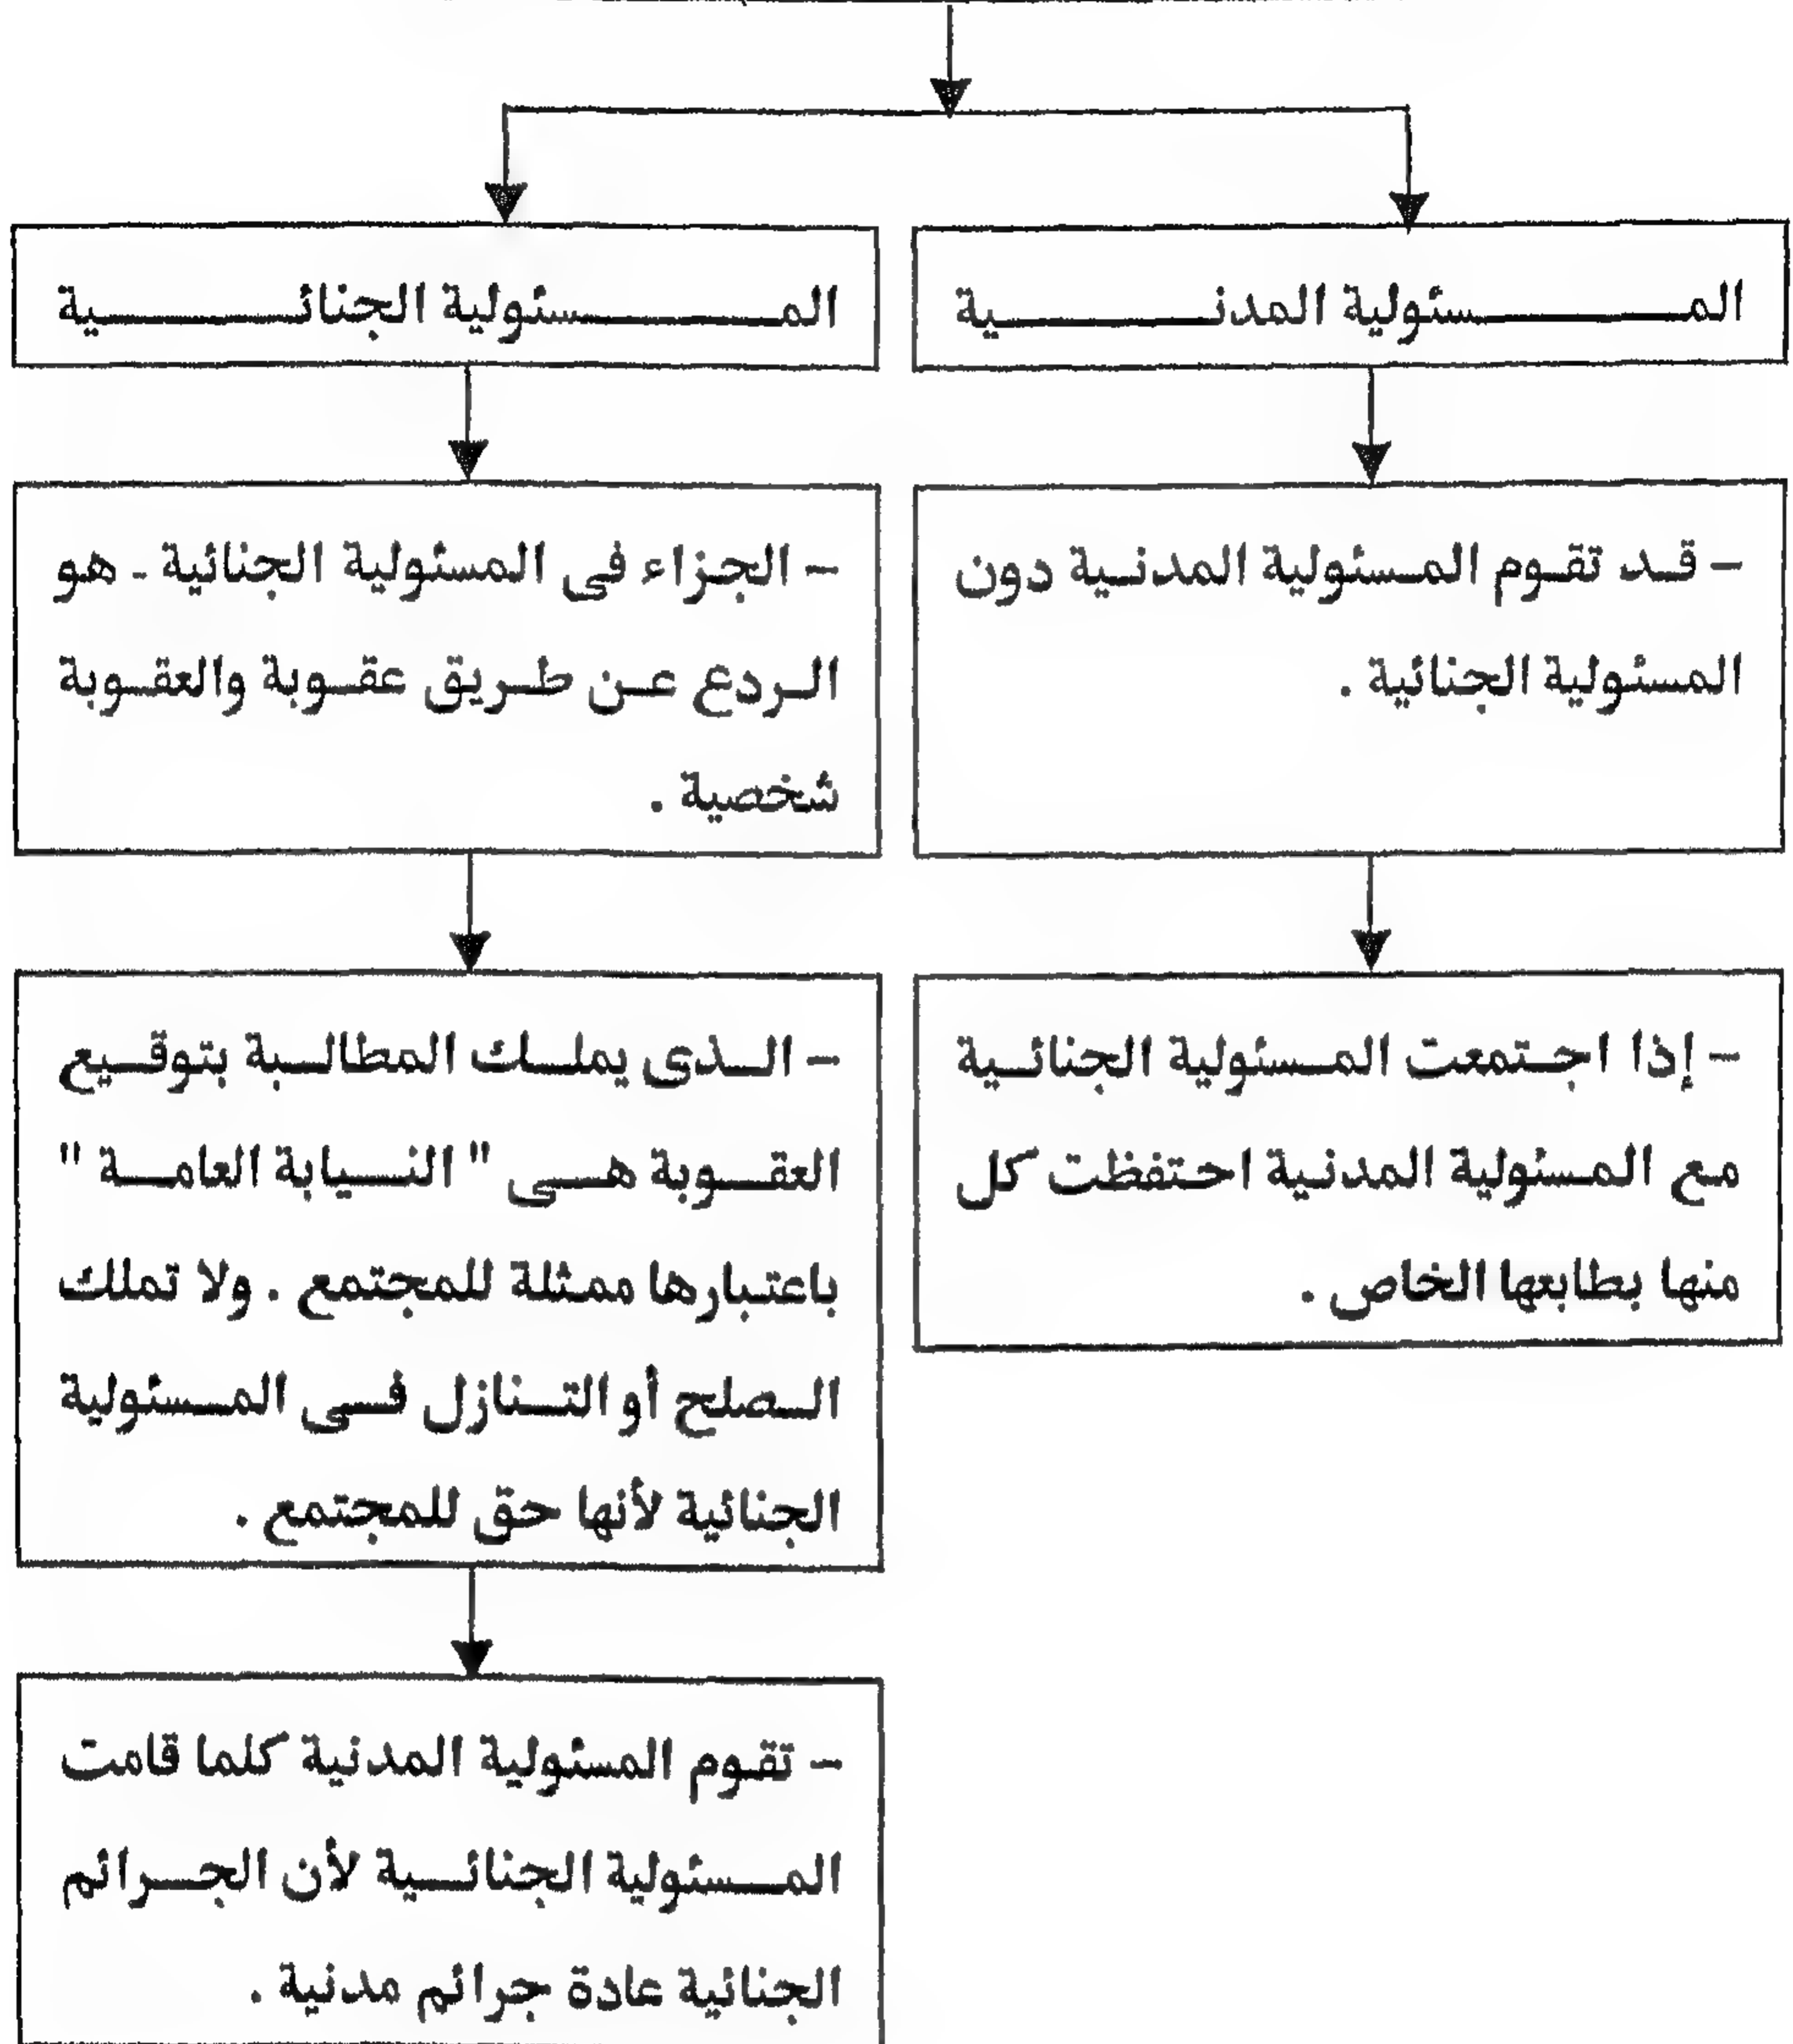 المسئولية المدنية
- قد تقوم المسئولية المدنية دون
المسئولية الجنائية .
- إذا اجتمعت المسئولية الجنائية
مع المسئولية المدنية احتفظت كل
منها بطابعها الخاص .
المسئولية الجنائية
- الجزاء فى المسئولية الجنائية - هو
الردع عن طريق عقوبة والعقوبة
شخصية .
- الذى يملك المطالبة بتوقيع
العقوبة هى " النيابة العامة "
باعتبارها ممثلة للمجتمع . ولا تملك
الصلح أو التنازل فى المسئولية
الجنائية لأنها حق للمجتمع .
- تقوم المسئولية المدنية كلما قامت
المسئولية الجنائية لأن الجرائم
الجنائية عادة جرائم مدنية .